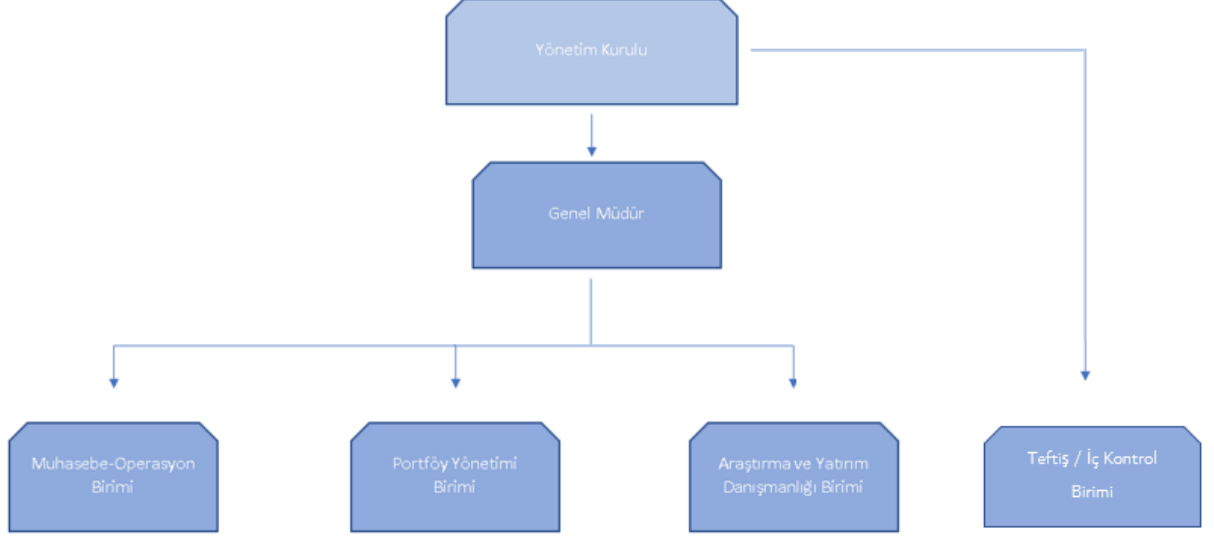 Yönetim Kurulu
Genel Müdür
Muhasebe-Operasyon
Birimi
Portföy Yönetimi
Birimi
Araştırma ve Yatırım
Danışmanlığı Birimi
Teftiş / İç Kontrol
Birimi